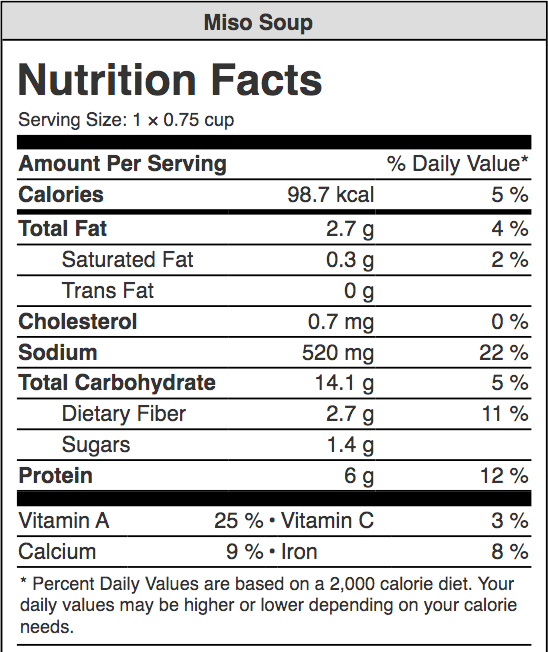 Miso Soup
Nutrition Facts
Serving Size: 1 × 0.75 cup
Amount Per Serving % Daily Value*
Calories 98.7 kcal 5 %
Total Fat 2.7 g 4 %
Saturated Fat 0.3 g 2 %
Trans Fat 0 g
Cholesterol 0.7 mg 0 %
Sodium 520 mg 22 %
Total Carbohydrate 14.1 g 5 %
Dietary Fiber 2.7 g 11 %
Sugars 1.4 g
Protein 6 g 12 %
Vitamin A 25 % • Vitamin C 3 %
Calcium 9 % • Iron 8 %
* Percent Daily Values are based on a 2,000 calorie diet. Your
daily values may be higher or lower depending on your calorie
needs.